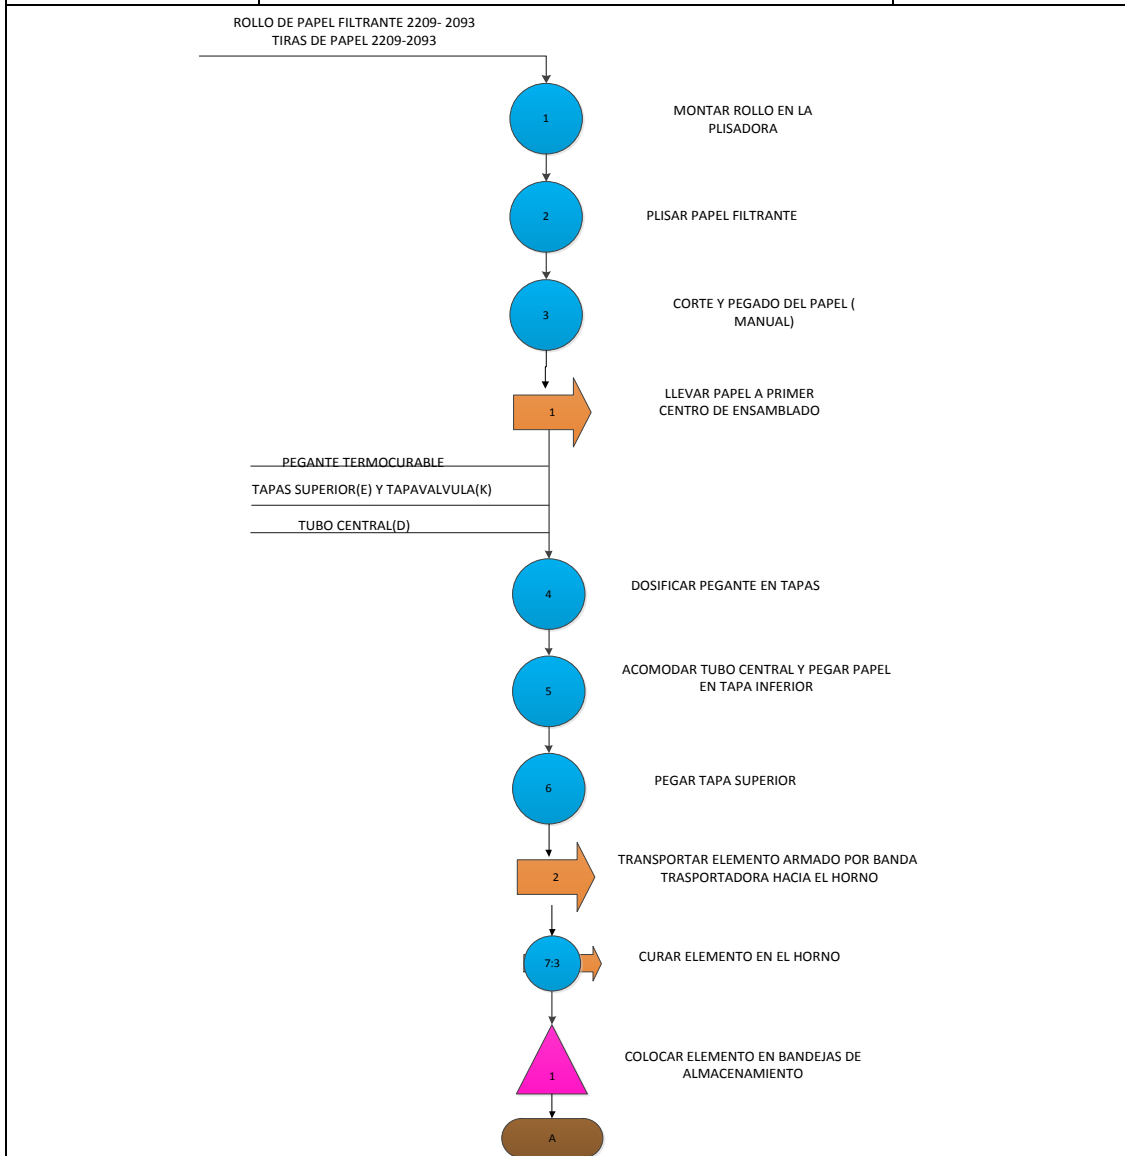 ROLLO DE PAPEL FILTRANTE 2209- 2093
TIRAS DE PAPEL 2209-2093
1
MONTAR ROLLO EN LA
PLISADORA
2
PLISAR PAPEL FILTRANTE
3
CORTE Y PEGADO DEL PAPEL (
MANUAL)
1
LLEVAR PAPEL A PRIMER
CENTRO DE ENSAMBLADO
PEGANTE TERMOCURABLE
TAPAS SUPERIOR(E) Y TAPAVALVULA(K)
TUBO CENTRAL(D)
4
DOSIFICAR PEGANTE EN TAPAS
5
ACOMODAR TUBO CENTRAL Y PEGAR PAPEL
EN TAPA INFERIOR
6
PEGAR TAPA SUPERIOR
2
TRANSPORTAR ELEMENTO ARMADO POR BANDA
TRASPORTADORA HACIA EL HORNO
7:3
CURAR ELEMENTO EN EL HORNO
1
COLOCAR ELEMENTO EN BANDEJAS DE
ALMACENAMIENTO
A